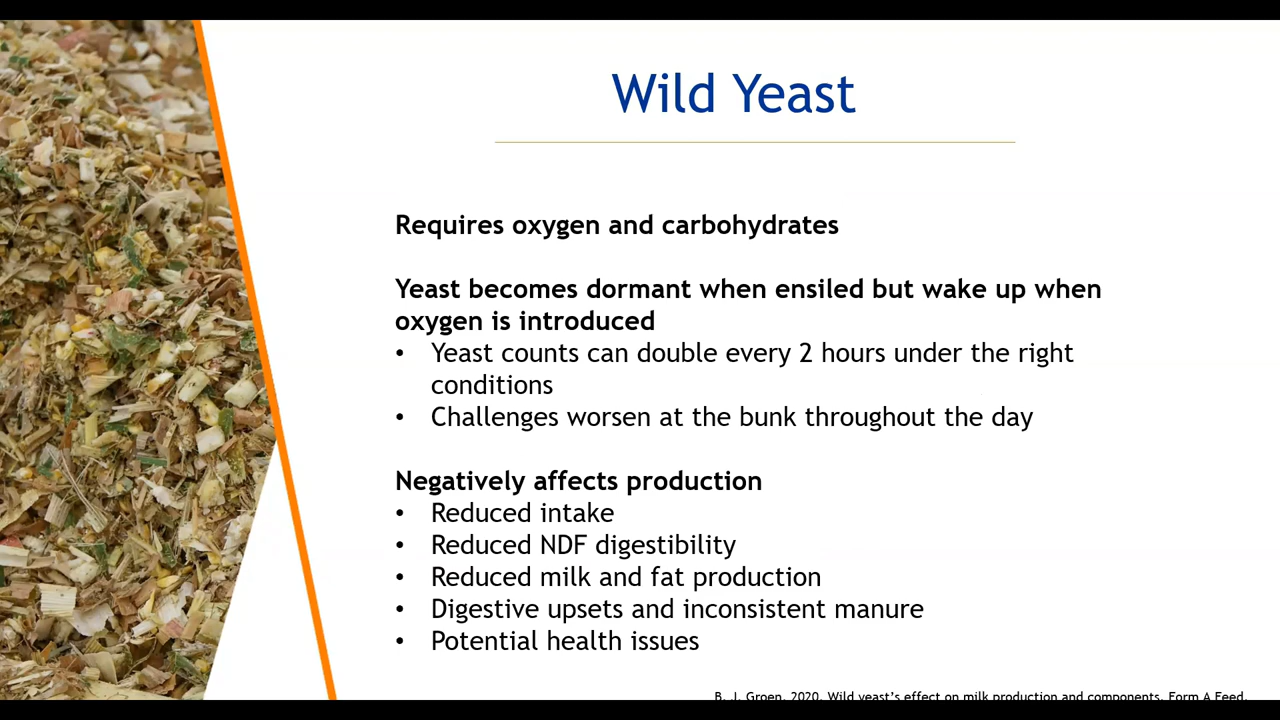 Wild Yeast
Requires oxygen and carbohydrates
Yeast becomes dormant when ensiled but wake up when
oxygen is introduced
• Yeast counts can double every 2 hours under the right
conditions
• Challenges worsen at the bunk throughout the day
Negatively affects production
• Reduced intake
• Reduced NDF digestibility
• Reduced milk and fat production
• Digestive upsets and inconsistent manure
• Potential health issues
B. J. Groen. 2020. Wild yeast's effect on milk production and components. Form A Feed.